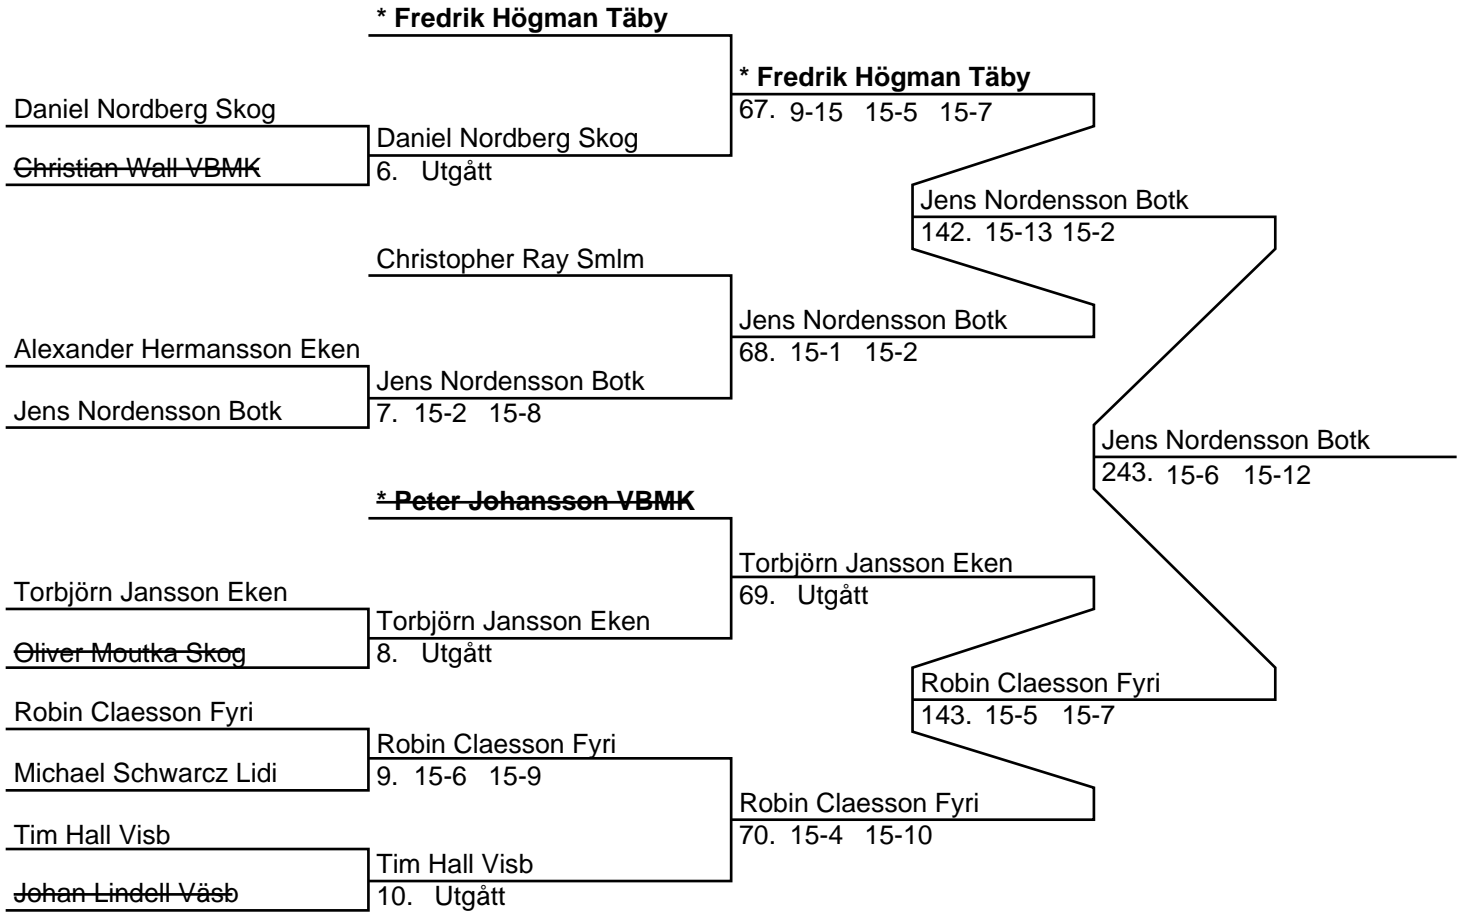 * Fredrik Högman Täby
* Fredrik Högman Täby
67. 9-15 15-5 15-7
Daniel Nordberg Skog
Daniel Nordberg Skog
Christian Wall VBMK
6. Utgått
Jens Nordensson Botk
142. 15-13 15-2
Christopher Ray Smlm
Jens Nordensson Botk
68. 15-1 15-2
Alexander Hermansson Eken
Jens Nordensson Botk
Jens Nordensson Botk
7. 15-2 15-8
Jens Nordensson Botk
243. 15-6 15-12
* Peter Johansson VBMK
Torbjörn Jansson Eken
69. Utgått
Torbjörn Jansson Eken
Torbjörn Jansson Eken
Oliver Moutka Skog
8. Utgått
Robin Claesson Fyri
143. 15-5 15-7
Robin Claesson Fyri
Robin Claesson Fyri
Michael Schwarcz Lidi
9. 15-6 15-9
Robin Claesson Fyri
70. 15-4 15-10
Tim Hall Visb
Tim Hall Visb
Johan Lindell Väsb
10. Utgått